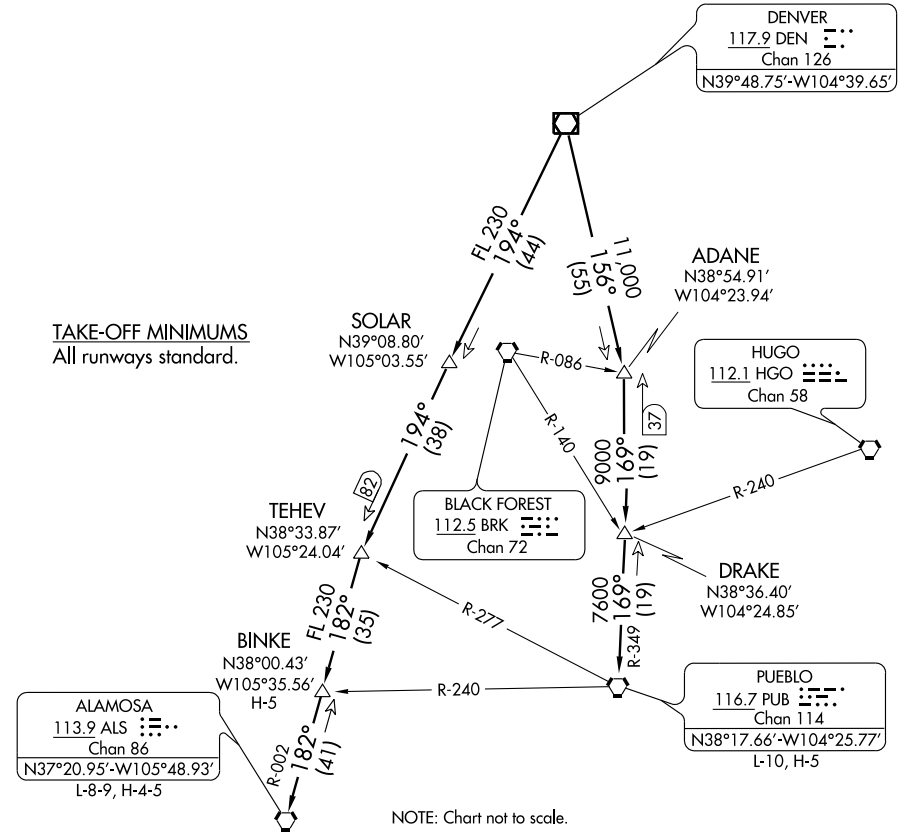 DENVER
117.9 DEN
Chan 126
N39°48.75’-W104°39.65’
FL 230
194°
(44)
11,000
156°
(55)
ADANE
N38°54.91’
W104°23.94’
TAKE-OFF MINIMUMS
All runways standard.
SOLAR
N39°08.80’
W105°03.55’
R-086
HUGO
112.1 HGO
Chan 58
194°
(38)
R-140
37
9000
169°
(19)
R-240
82
BLACK FOREST
112.5 BRK
Chan 72
TEHEV
N38°33.87’
W105°24.04’
DRAKE
N38°36.40’
W104°24.85’
FL 230
182°
(35)
R-277
7600
169°
(19)
R-349
BINKE
N38°00.43’
W105°35.56’
H-5
R-240
PUEBLO
116.7 PUB
Chan 114
N38°17.66’-W104°25.77’
L-10, H-5
ALAMOSA
113.9 ALS
Chan 86
N37°20.95’-W105°48.93’
L-8-9, H-4-5
R-002
182°
(41)
NOTE: Chart not to scale.